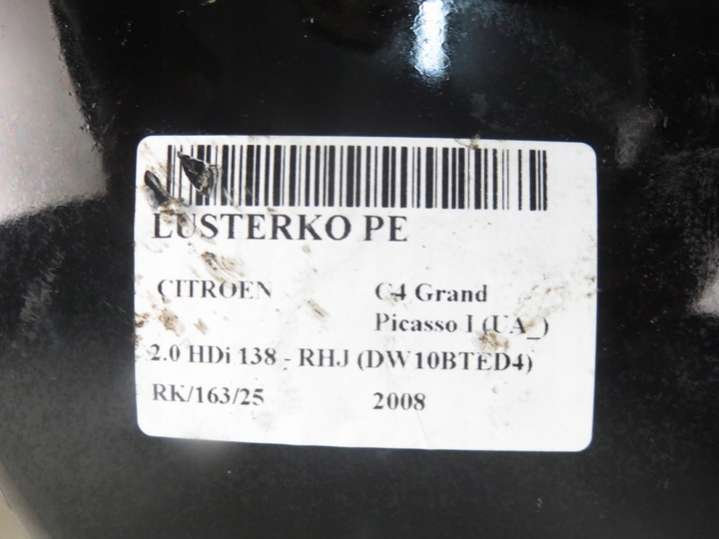 LUSTERKO PE
CITROEN C4 Grand
Picasso I (UA_)
2.0 HDi 138 - RHJ (DW10BTED4)
RK/163/25 2008